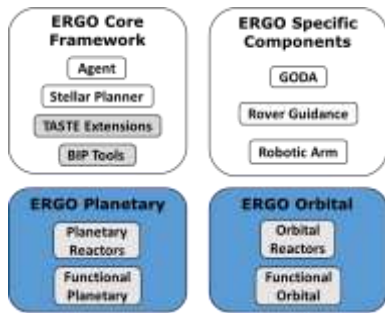 ERGO Core
Framework
Agent
Stellar Planner
TASTE Extensions
BIP Tools
ERGO Specific
Components
GODA
Rover Guidance
Robotic Arm
ERGO Planetary
Planetary
Reactors
Functional
Planetary
ERGO Orbital
Orbital
Reactors
Functional
Orbital